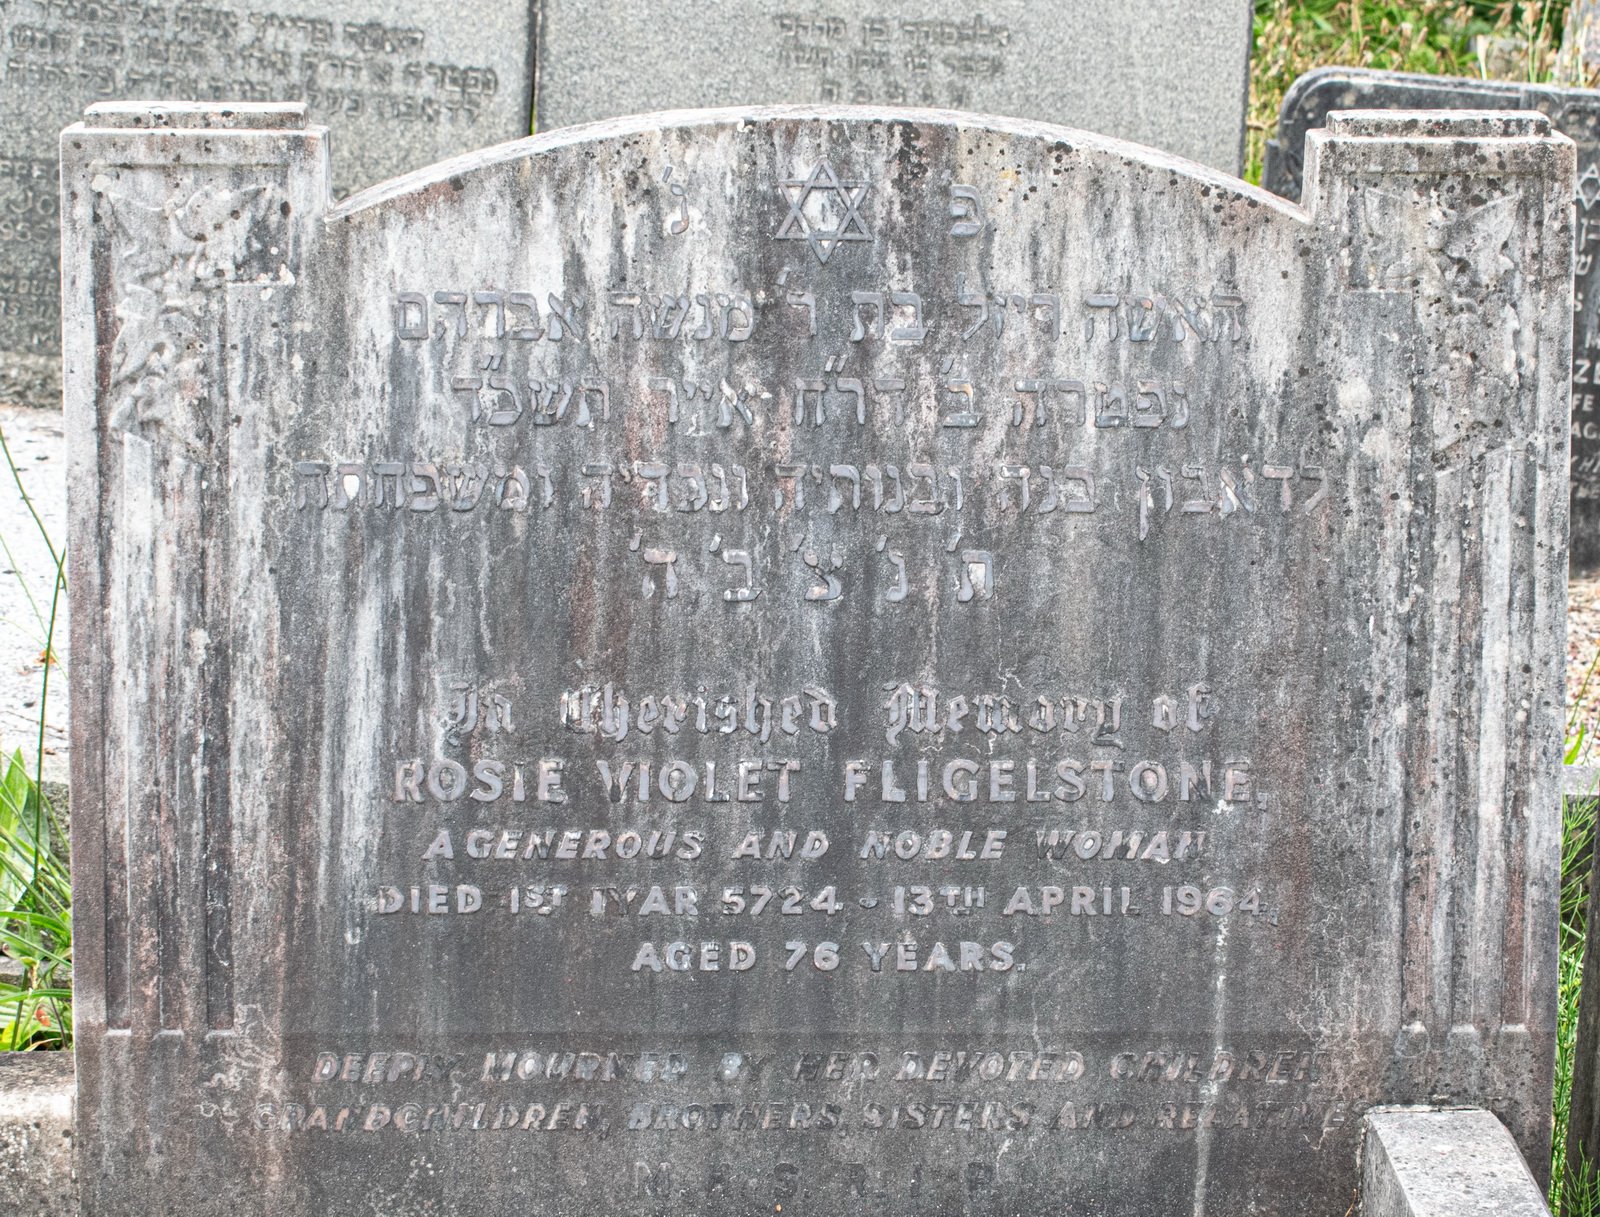 פ' נ'
האשה רייזל בת ר' מנשה אברהם
נפטרה ב' דר״ח אייר תשכ״ד
לדאבון בנה ובנותיה ונכדיה ומשפחתה
ת' נ' צ' ב' ה'
In Cherished Memory of
ROSIE VIOLET FLIGELSTONE,
A GENEROUS AND NOBLE WOMAN
DIED 1ST IYAR 5724 - 13TH APRIL 1964,
AGED 76 YEARS.
DEEPLY MOURNED BY HER DEVOTED CHILDREN
GRANDCHILDREN, BROTHERS, SISTERS AND RELATIVES
M.H.S.R.I.P.